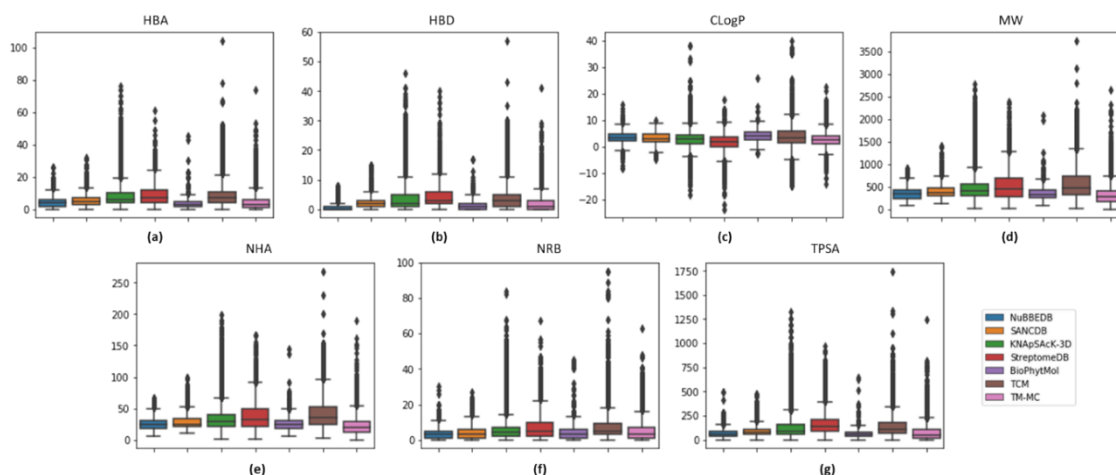 HBA
HBD
CLogP
MW
100
80
60
40
20
0
60
50
40
30
20
10
0
40
30
20
10
0
−10
−20
3500
3000
2500
2000
1500
1000
500
0
(a)
(b)
(c)
(d)
NHA
NRB
TPSA
250
200
150
100
50
0
100
80
60
40
20
0
1750
1500
1250
1000
750
500
250
0
NuBBEDB
SANCDB
KNApSAcK-3D
StreptomeDB
BioPhytMol
TCM
TM-MC
(e)
(f)
(g)